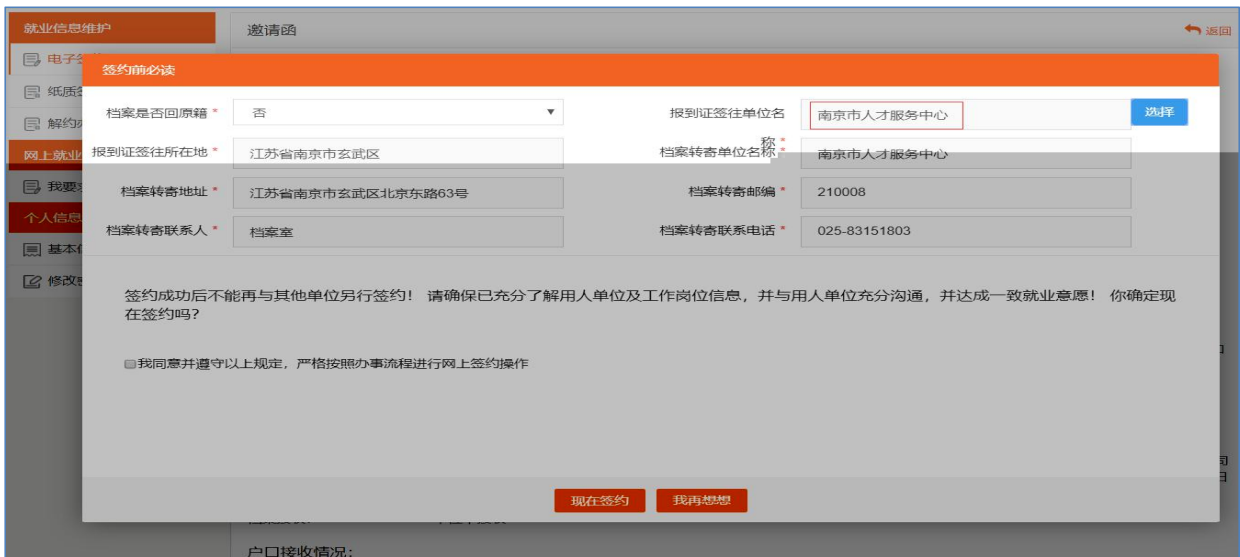 就业信息维护
邀请函
返回
电子签
签约前必读
纸质
档案是否回原籍 * 否
报到证签往单位名称 * 南京市人才服务中心 选择
解约
网上就业
报到证签往所在地 * 江苏省南京市玄武区
档案转寄单位名称 * 南京市人才服务中心
我要
档案转寄地址 * 江苏省南京市玄武区北京东路63号
档案转寄邮编 * 210008
个人信息
档案转寄联系人 * 档案室
档案转寄联系电话 * 025-83151803
基本
修改
签约成功后不能再与其他单位另行签约! 请确保已充分了解用人单位及工作岗位信息，并与用人单位充分沟通，并达成一致就业意愿! 你确定现
在签约吗?
我同意并遵守以上规定，严格按照办事流程进行网上签约操作
现在签约 我再想想
户口接收情况: